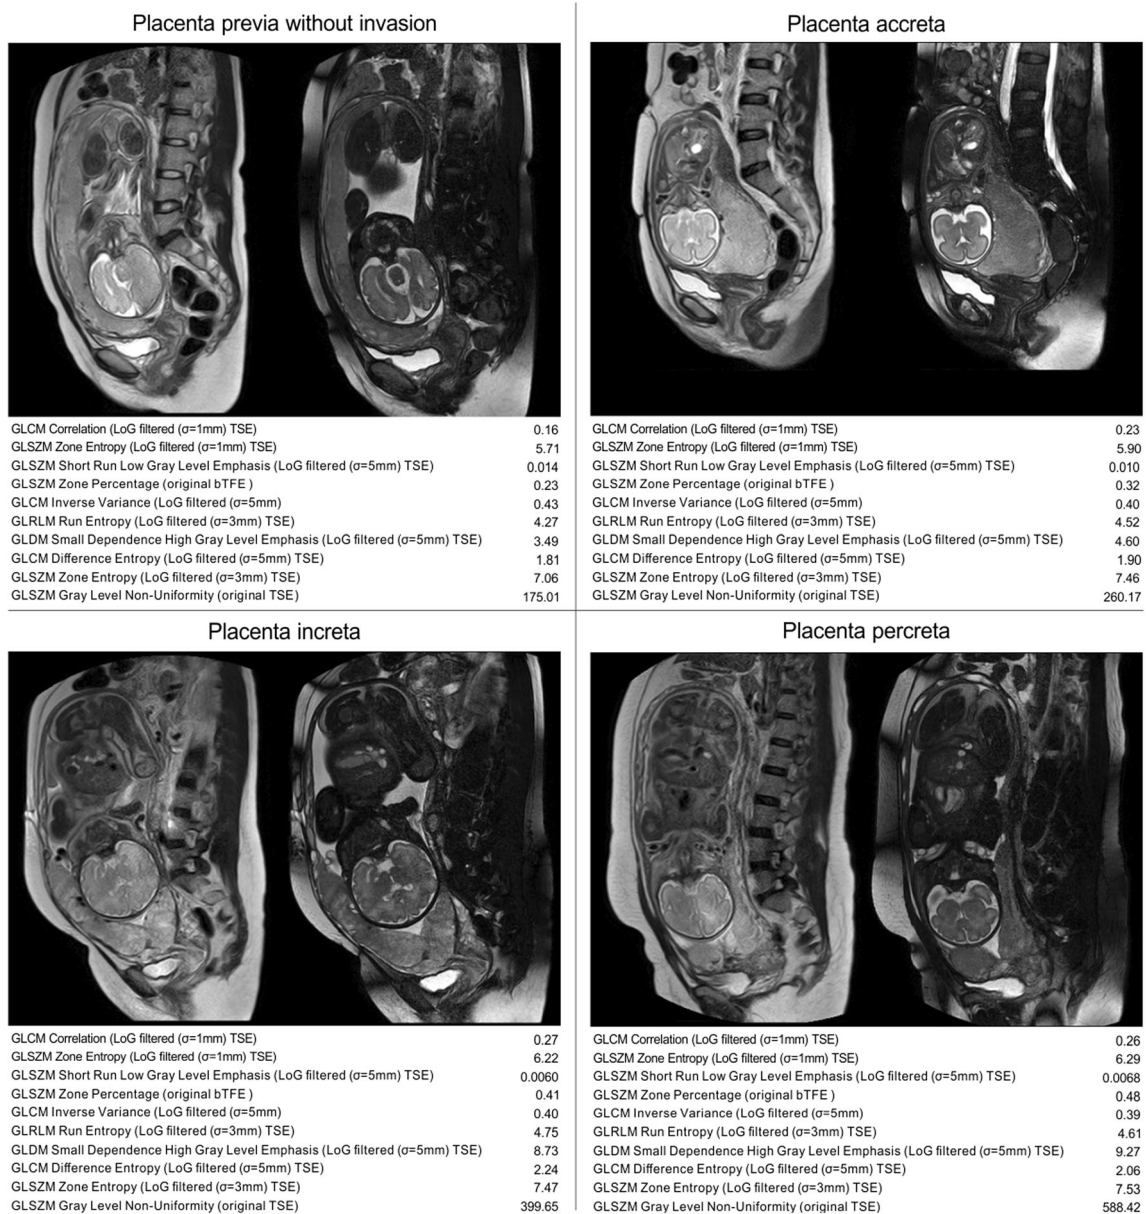 Placenta previa without invasion
GLCM Correlation (LoG filtered (σ=1mm) TSE) 0.16
GLSZM Zone Entropy (LoG filtered (σ=1mm) TSE) 5.71
GLSZM Short Run Low Gray Level Emphasis (LoG filtered (σ=5mm) TSE) 0.014
GLSZM Zone Percentage (original bTFE ) 0.23
GLCM Inverse Variance (LoG filtered (σ=5mm) 0.43
GLRLM Run Entropy (LoG filtered (σ=3mm) TSE) 4.27
GLDM Small Dependence High Gray Level Emphasis (LoG filtered (σ=5mm) TSE) 3.49
GLCM Difference Entropy (LoG filtered (σ=5mm) TSE) 1.81
GLSZM Zone Entropy (LoG filtered (σ=3mm) TSE) 7.06
GLSZM Gray Level Non-Uniformity (original TSE) 175.01
Placenta accreta
GLCM Correlation (LoG filtered (σ=1mm) TSE) 0.23
GLSZM Zone Entropy (LoG filtered (σ=1mm) TSE) 5.90
GLSZM Short Run Low Gray Level Emphasis (LoG filtered (σ=5mm) TSE) 0.010
GLSZM Zone Percentage (original bTFE ) 0.32
GLCM Inverse Variance (LoG filtered (σ=5mm) 0.40
GLRLM Run Entropy (LoG filtered (σ=3mm) TSE) 4.52
GLDM Small Dependence High Gray Level Emphasis (LoG filtered (σ=5mm) TSE) 4.60
GLCM Difference Entropy (LoG filtered (σ=5mm) TSE) 1.90
GLSZM Zone Entropy (LoG filtered (σ=3mm) TSE) 7.46
GLSZM Gray Level Non-Uniformity (original TSE) 260.17
Placenta increta
GLCM Correlation (LoG filtered (σ=1mm) TSE) 0.27
GLSZM Zone Entropy (LoG filtered (σ=1mm) TSE) 6.22
GLSZM Short Run Low Gray Level Emphasis (LoG filtered (σ=5mm) TSE) 0.0060
GLSZM Zone Percentage (original bTFE ) 0.41
GLCM Inverse Variance (LoG filtered (σ=5mm) 0.40
GLRLM Run Entropy (LoG filtered (σ=3mm) TSE) 4.75
GLDM Small Dependence High Gray Level Emphasis (LoG filtered (σ=5mm) TSE) 8.73
GLCM Difference Entropy (LoG filtered (σ=5mm) TSE) 2.24
GLSZM Zone Entropy (LoG filtered (σ=3mm) TSE) 7.47
GLSZM Gray Level Non-Uniformity (original TSE) 399.65
Placenta percreta
GLCM Correlation (LoG filtered (σ=1mm) TSE) 0.26
GLSZM Zone Entropy (LoG filtered (σ=1mm) TSE) 6.29
GLSZM Short Run Low Gray Level Emphasis (LoG filtered (σ=5mm) TSE) 0.0068
GLSZM Zone Percentage (original bTFE ) 0.48
GLCM Inverse Variance (LoG filtered (σ=5mm) 0.39
GLRLM Run Entropy (LoG filtered (σ=3mm) TSE) 4.61
GLDM Small Dependence High Gray Level Emphasis (LoG filtered (σ=5mm) TSE) 9.27
GLCM Difference Entropy (LoG filtered (σ=5mm) TSE) 2.06
GLSZM Zone Entropy (LoG filtered (σ=3mm) TSE) 7.53
GLSZM Gray Level Non-Uniformity (original TSE) 588.42